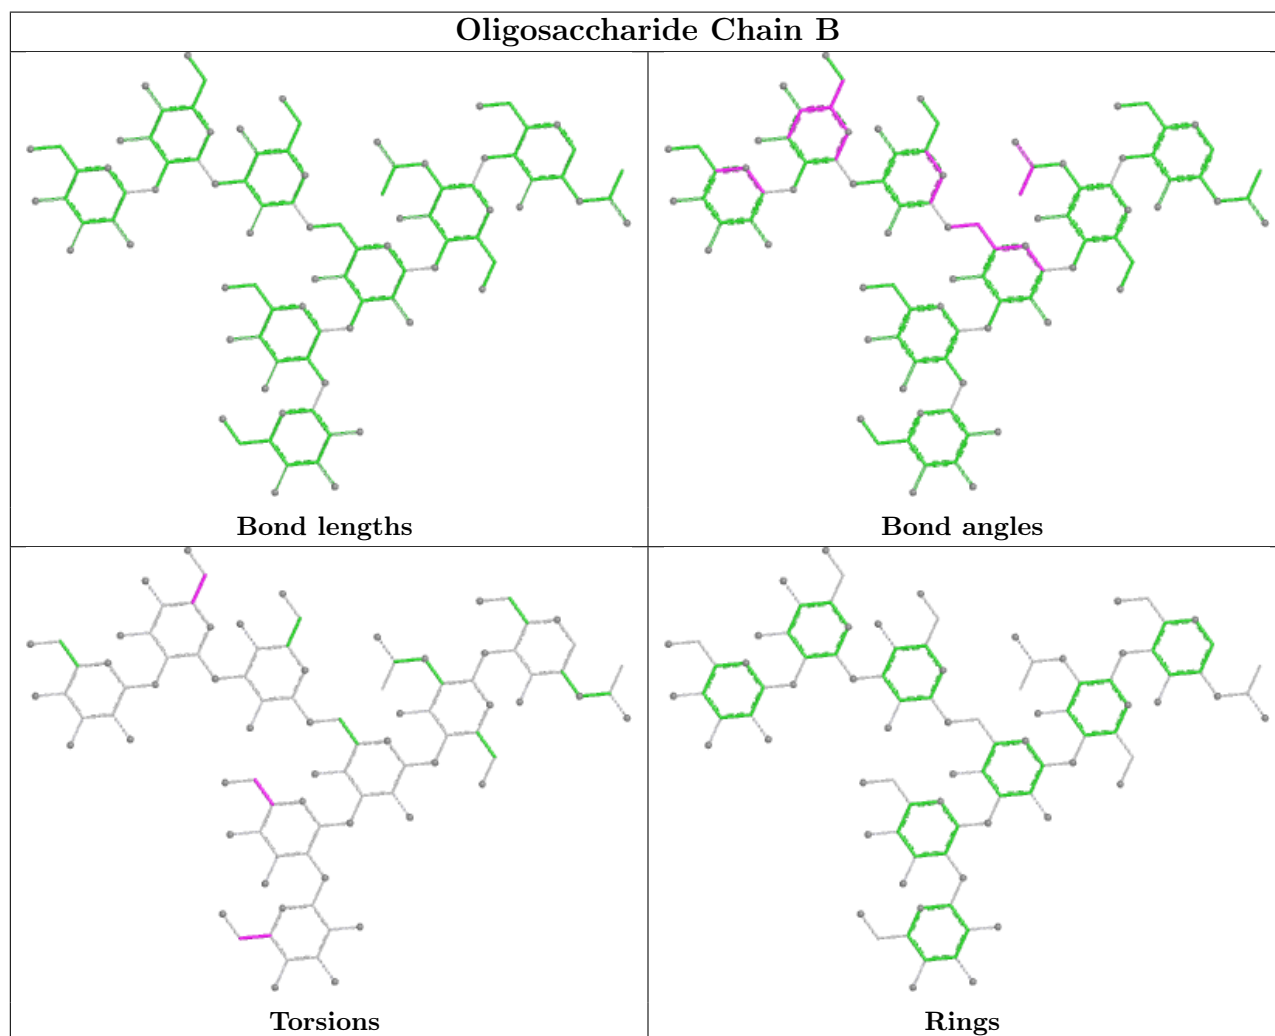 Oligosaccharide Chain B
Bond lengths
Bond angles
Torsions
Rings